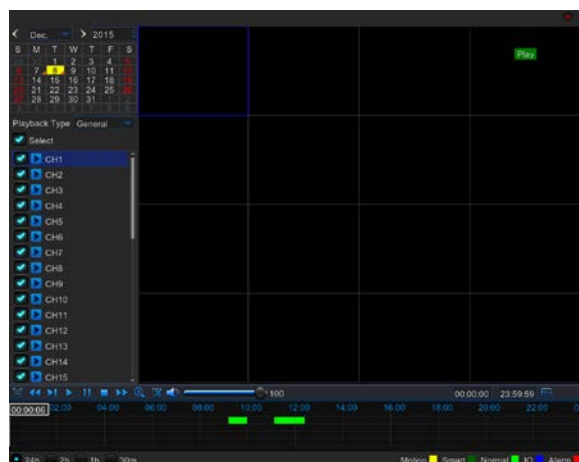 Dec. 2015
S M T W T F S
29 30 1 2 3 4 5
6 7 8 9 10 11 12
13 14 15 16 17 18 19
20 21 22 23 24 25 26
27 28 29 30 31
Play
Playback Type General
Select
CH1
CH2
CH3
CH4
CH5
CH6
CH7
CH8
CH9
CH10
CH11
CH12
CH13
CH14
CH15
100
00:00:00 23:59:59
00:00:06 02:00 04:00 06:00 08:00 10:00 12:00 14:00 16:00 18:00 20:00 22:00 0
24h 2h 1h 30m Motion Smart Normal IO Alarm